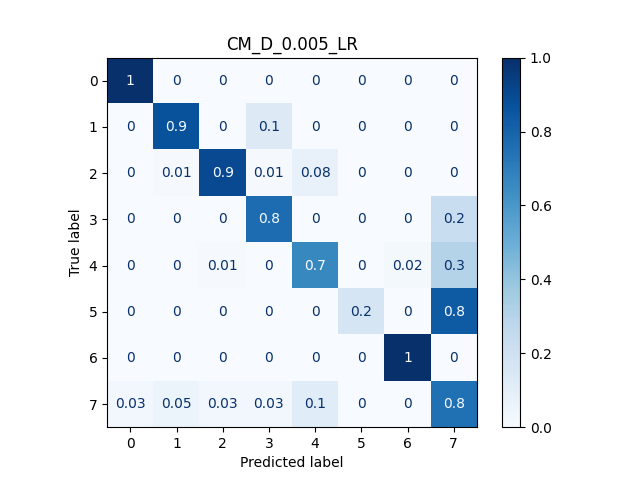 CM_D_0.005_LR
0 1 0 0 0 0 0 0 0
1 0 0.9 0 0.1 0 0 0 0
2 0 0.01 0.9 0.01 0.08 0 0 0
3 0 0 0 0.8 0 0 0 0.2
4 0 0 0.01 0 0.7 0 0.02 0.3
5 0 0 0 0 0 0.2 0 0.8
6 0 0 0 0 0 0 1 0
7 0.03 0.05 0.03 0.03 0.1 0 0 0.8
0 1 2 3 4 5 6 7
Predicted label
True label
1.0
0.8
0.6
0.4
0.2
0.0